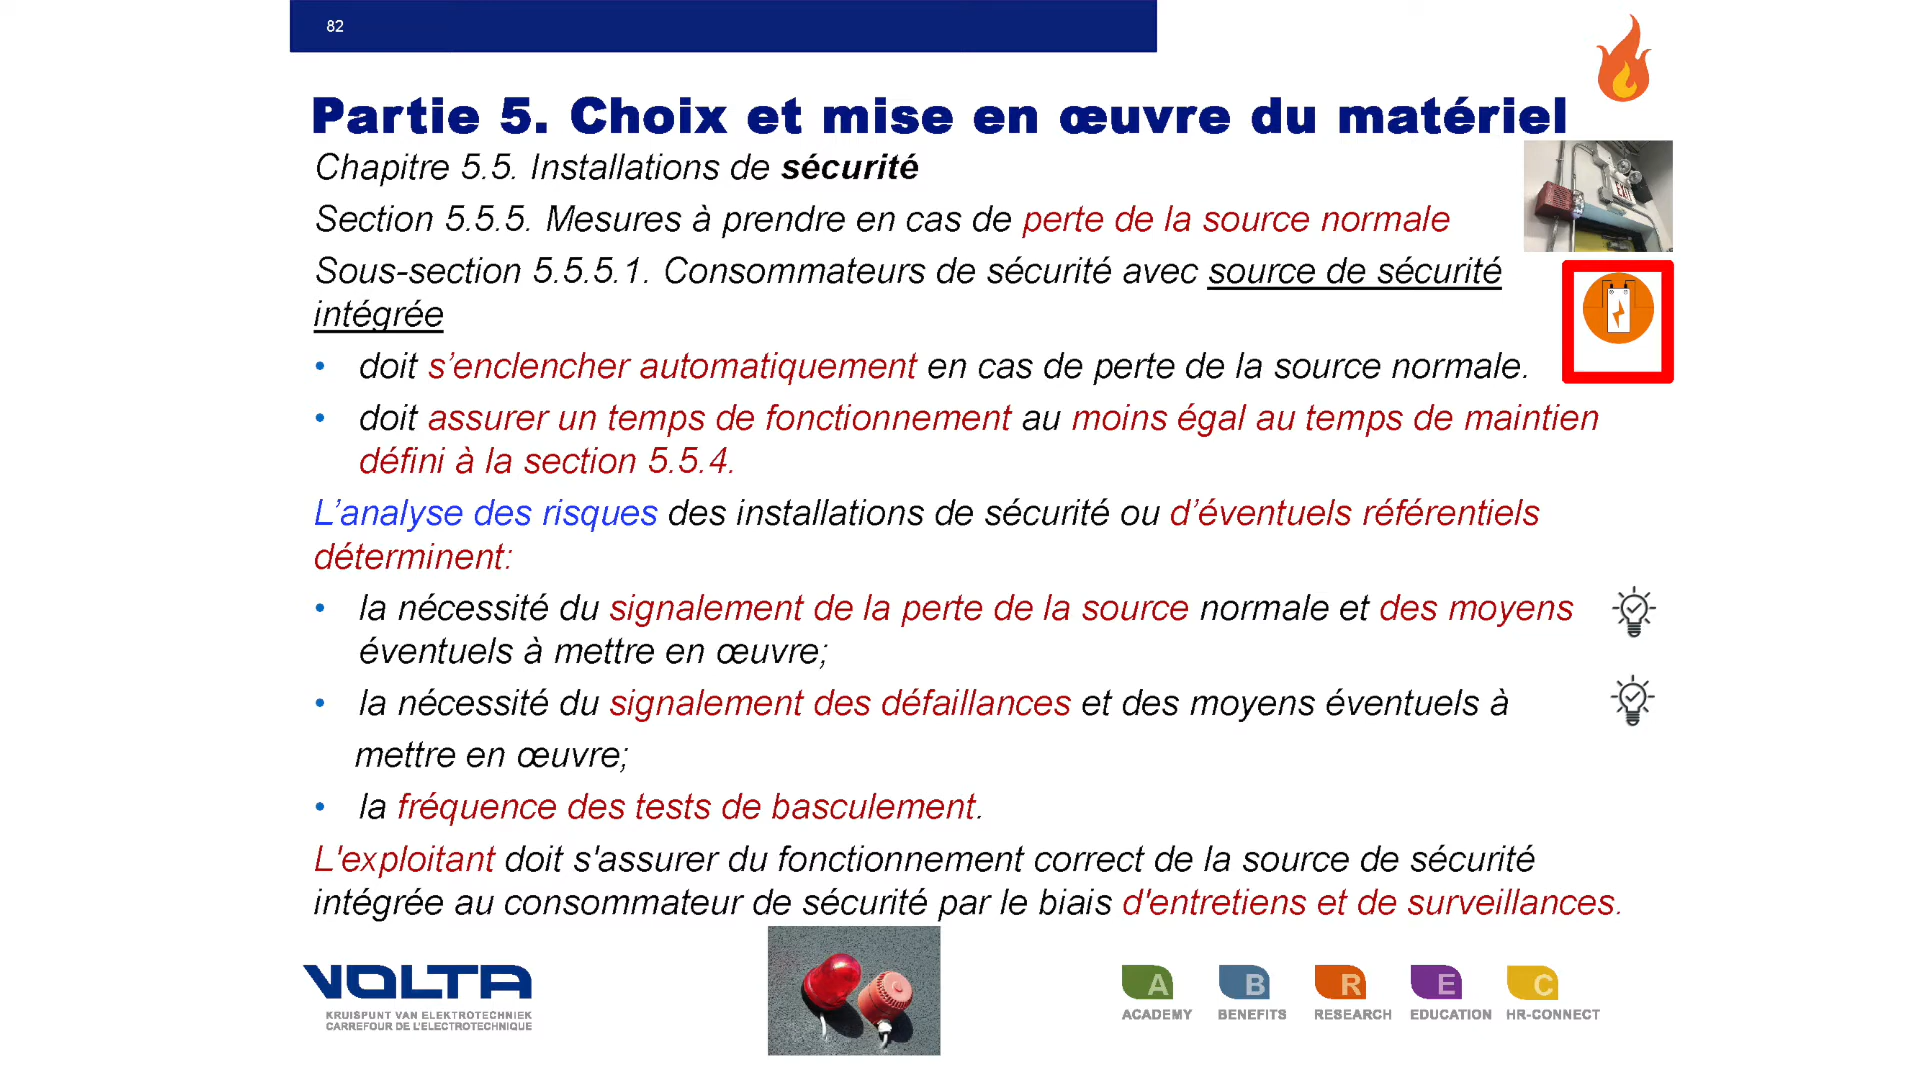 82
Partie 5. Choix et mise en œuvre du matériel
Chapitre 5.5. Installations de sécurité
Section 5.5.5. Mesures à prendre en cas de perte de la source normale
Sous-section 5.5.5.1. Consommateurs de sécurité avec source de sécurité
intégrée
• doit s’enclencher automatiquement en cas de perte de la source normale.
• doit assurer un temps de fonctionnement au moins égal au temps de maintien
défini à la section 5.5.4.
L’analyse des risques des installations de sécurité ou d’éventuels référentiels
déterminent:
• la nécessité du signalement de la perte de la source normale et des moyens
éventuels à mettre en œuvre;
• la nécessité du signalement des défaillances et des moyens éventuels à
mettre en œuvre;
• la fréquence des tests de basculement.
L'exploitant doit s'assurer du fonctionnement correct de la source de sécurité
intégrée au consommateur de sécurité par le biais d'entretiens et de surveillances.
VOLTA
KRUISPUNT VAN ELEKTROTECHNIEK
CARREFOUR DE L'ELECTROTECHNIQUE
A B R E C
ACADEMY BENEFITS RESEARCH EDUCATION HR-CONNECT